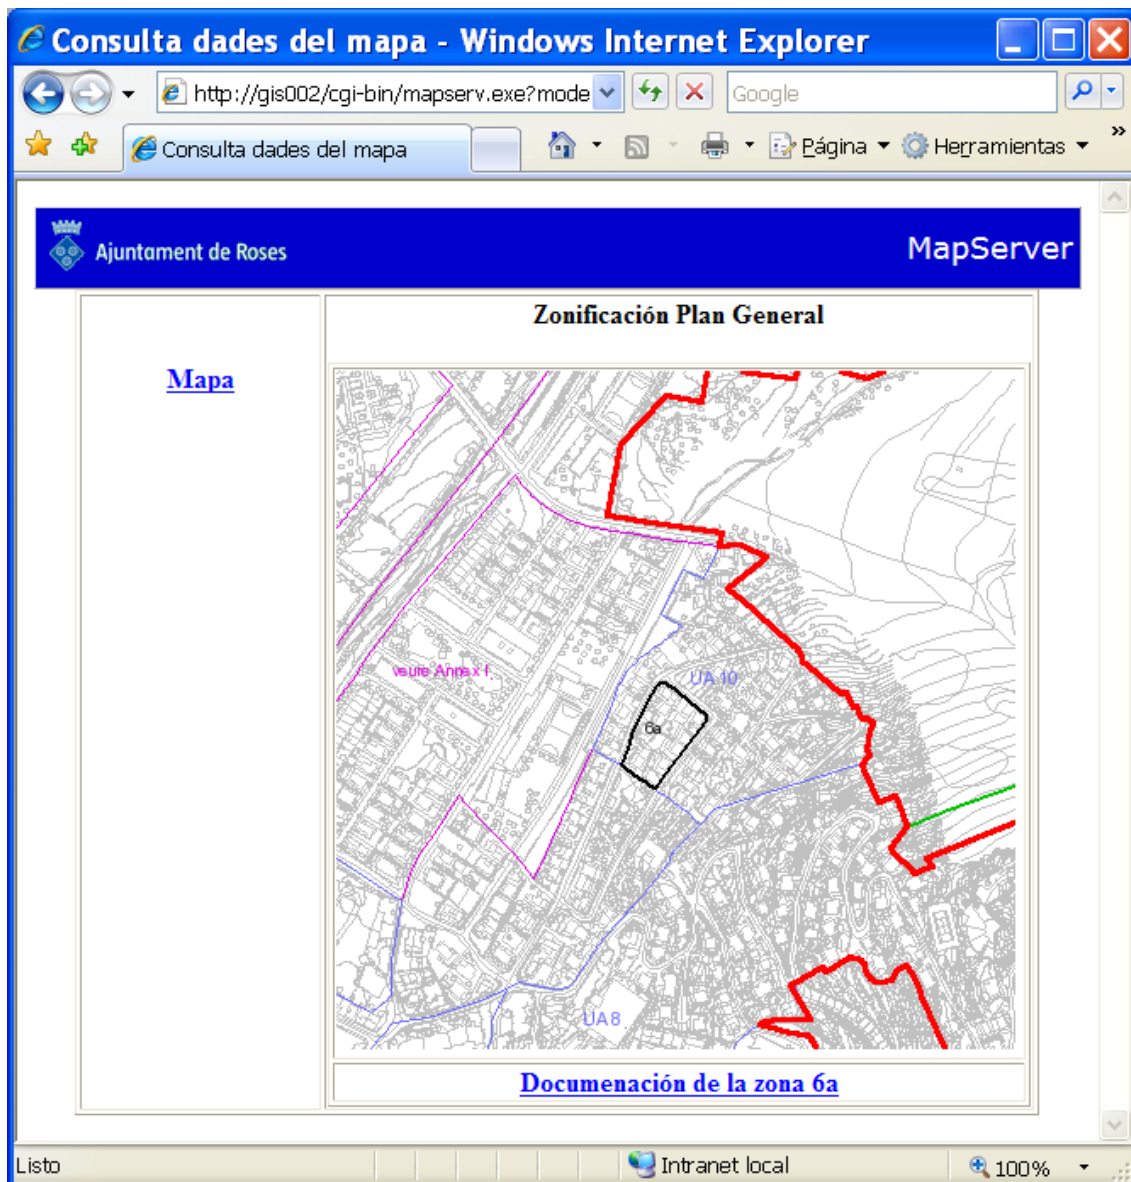 Consulta dades del mapa - Windows Internet Explorer
http://gis002/cgi-bin/mapserv.exe?mode
Google
Consulta dades del mapa
Página
Herramientas
»
Ajuntament de Roses
MapServer
Zonificación Plan General
Mapa
veure Annex I.
UA 10
6a
UA 8
Documenación de la zona 6a
Listo
Intranet local
100%